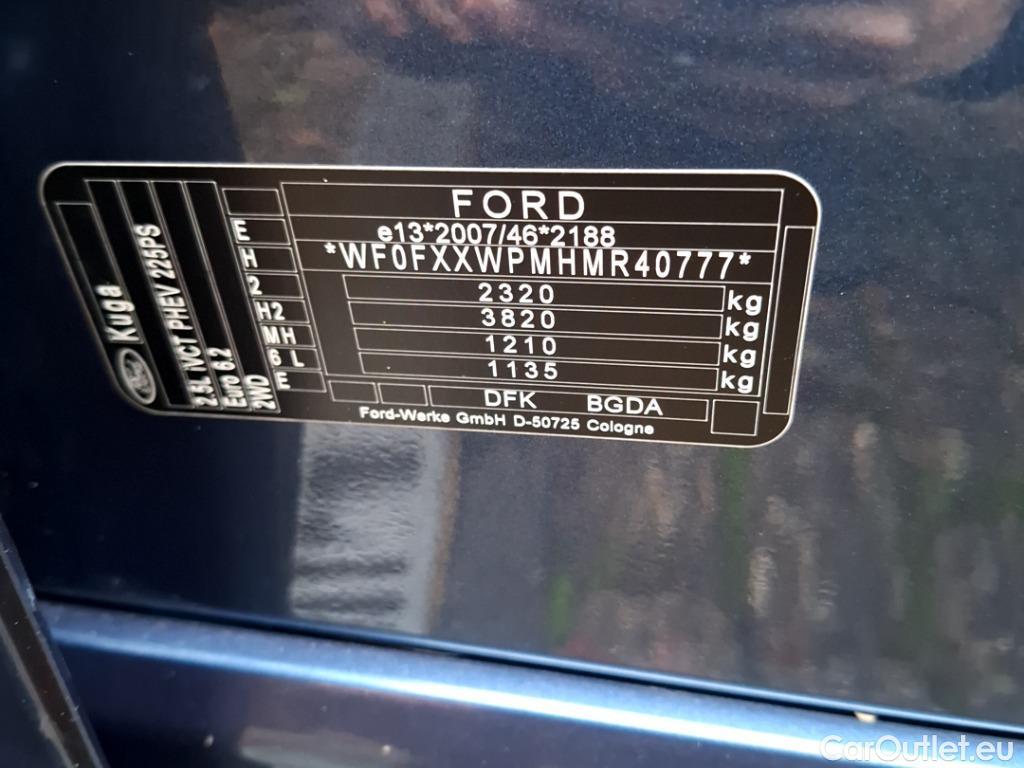 FORD
e13*2007/46*2188
*WF0FXXWPMHMR40777*
2320 kg
3820 kg
1210 kg
1135 kg
DFK BGDA
Ford-Werke GmbH D-50725 Cologne
E
H
2
H2
MH
6 L
E
Ford Kuga
2.5L iVCT PHEV 225PS
Euro 6.2
2WD
CarOutlet.eu